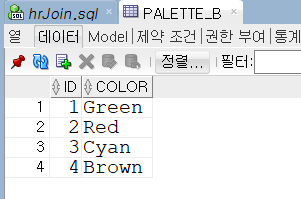 hrJoin.sql × PALETTE_B ×
열 데이터 Model 제약 조건 권한 부여 통계
정렬... 필터:
ID COLOR
1 1 Green
2 2 Red
3 3 Cyan
4 4 Brown